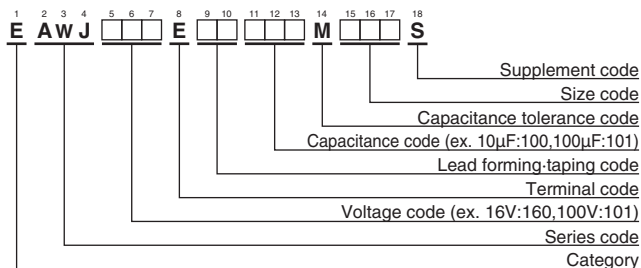 1 2 3 4 5 6 7 8 9 10 11 12 13 14 15 16 17 18
E A W J E M S
Supplement code
Size code
Capacitance tolerance code
Capacitance code (ex. 10μF:100,100μF:101)
Lead forming·taping code
Terminal code
Voltage code (ex. 16V:160,100V:101)
Series code
Category